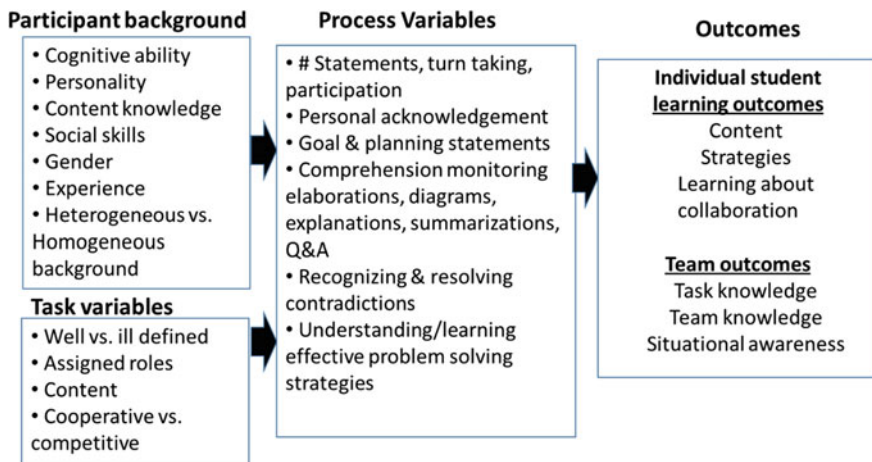 Participant background
• Cognitive ability
• Personality
• Content knowledge
• Social skills
• Gender
• Experience
• Heterogeneous vs.
Homogeneous
background
Task variables
• Well vs. ill defined
• Assigned roles
• Content
• Cooperative vs.
competitive
Process Variables
• # Statements, turn taking,
participation
• Personal acknowledgement
• Goal & planning statements
• Comprehension monitoring
elaborations, diagrams,
explanations, summarizations,
Q&A
• Recognizing & resolving
contradictions
• Understanding/learning
effective problem solving
strategies
Outcomes
Individual student
learning outcomes
Content
Strategies
Learning about
collaboration
Team outcomes
Task knowledge
Team knowledge
Situational awareness